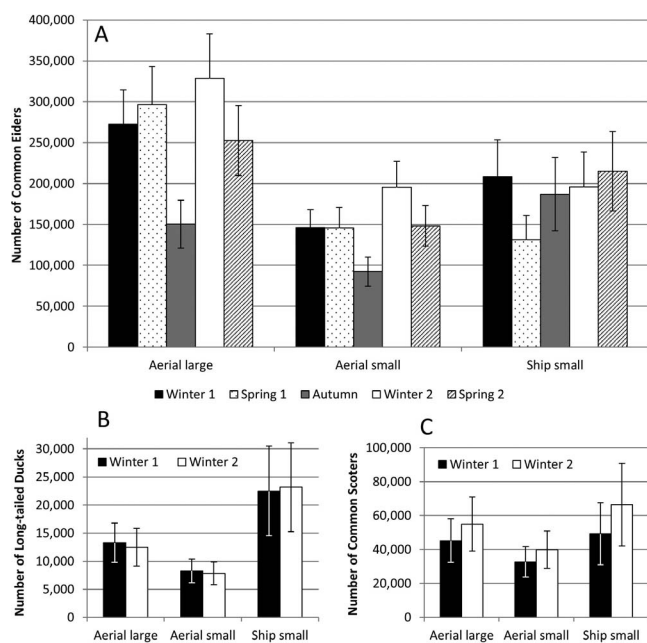 A
Number of Common Eiders
400,000
350,000
300,000
250,000
200,000
150,000
100,000
50,000
0
Aerial large Aerial small Ship small
Winter 1 Spring 1 Autumn Winter 2 Spring 2
B
Number of Long-tailed Ducks
30,000
25,000
20,000
15,000
10,000
5,000
0
Winter 1 Winter 2
Aerial large Aerial small Ship small
C
Number of Common Scoters
100,000
80,000
60,000
40,000
20,000
0
Winter 1 Winter 2
Aerial large Aerial small Ship small